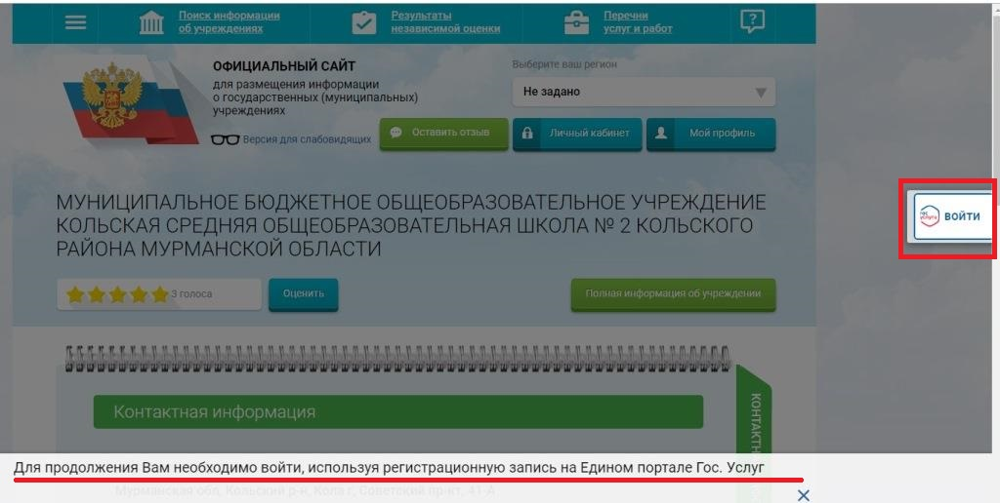 Поиск информации
об учреждениях
Результаты
независимой оценки
Перечни
услуг и работ
ОФИЦИАЛЬНЫЙ САЙТ
для размещения информации
о государственных (муниципальных)
учреждениях
Версия для слабовидящих
Выберите ваш регион
Не задано
Оставить отзыв
Личный кабинет
Мой профиль
МУНИЦИПАЛЬНОЕ БЮДЖЕТНОЕ ОБЩЕОБРАЗОВАТЕЛЬНОЕ УЧРЕЖДЕНИЕ
КОЛЬСКАЯ СРЕДНЯЯ ОБЩЕОБРАЗОВАТЕЛЬНАЯ ШКОЛА № 2 КОЛЬСКОГО
РАЙОНА МУРМАНСКОЙ ОБЛАСТИ
гос
услуги
ВОЙТИ
3 голоса
Оценить
Полная информация об учреждении
Контактная информация
КОНТАКТН
Для продолжения Вам необходимо войти, используя регистрационную запись на Едином портале Гос. Услуг
Мурманская обл, Кольский р-н, Кола г, Советский пр-кт, 41-А